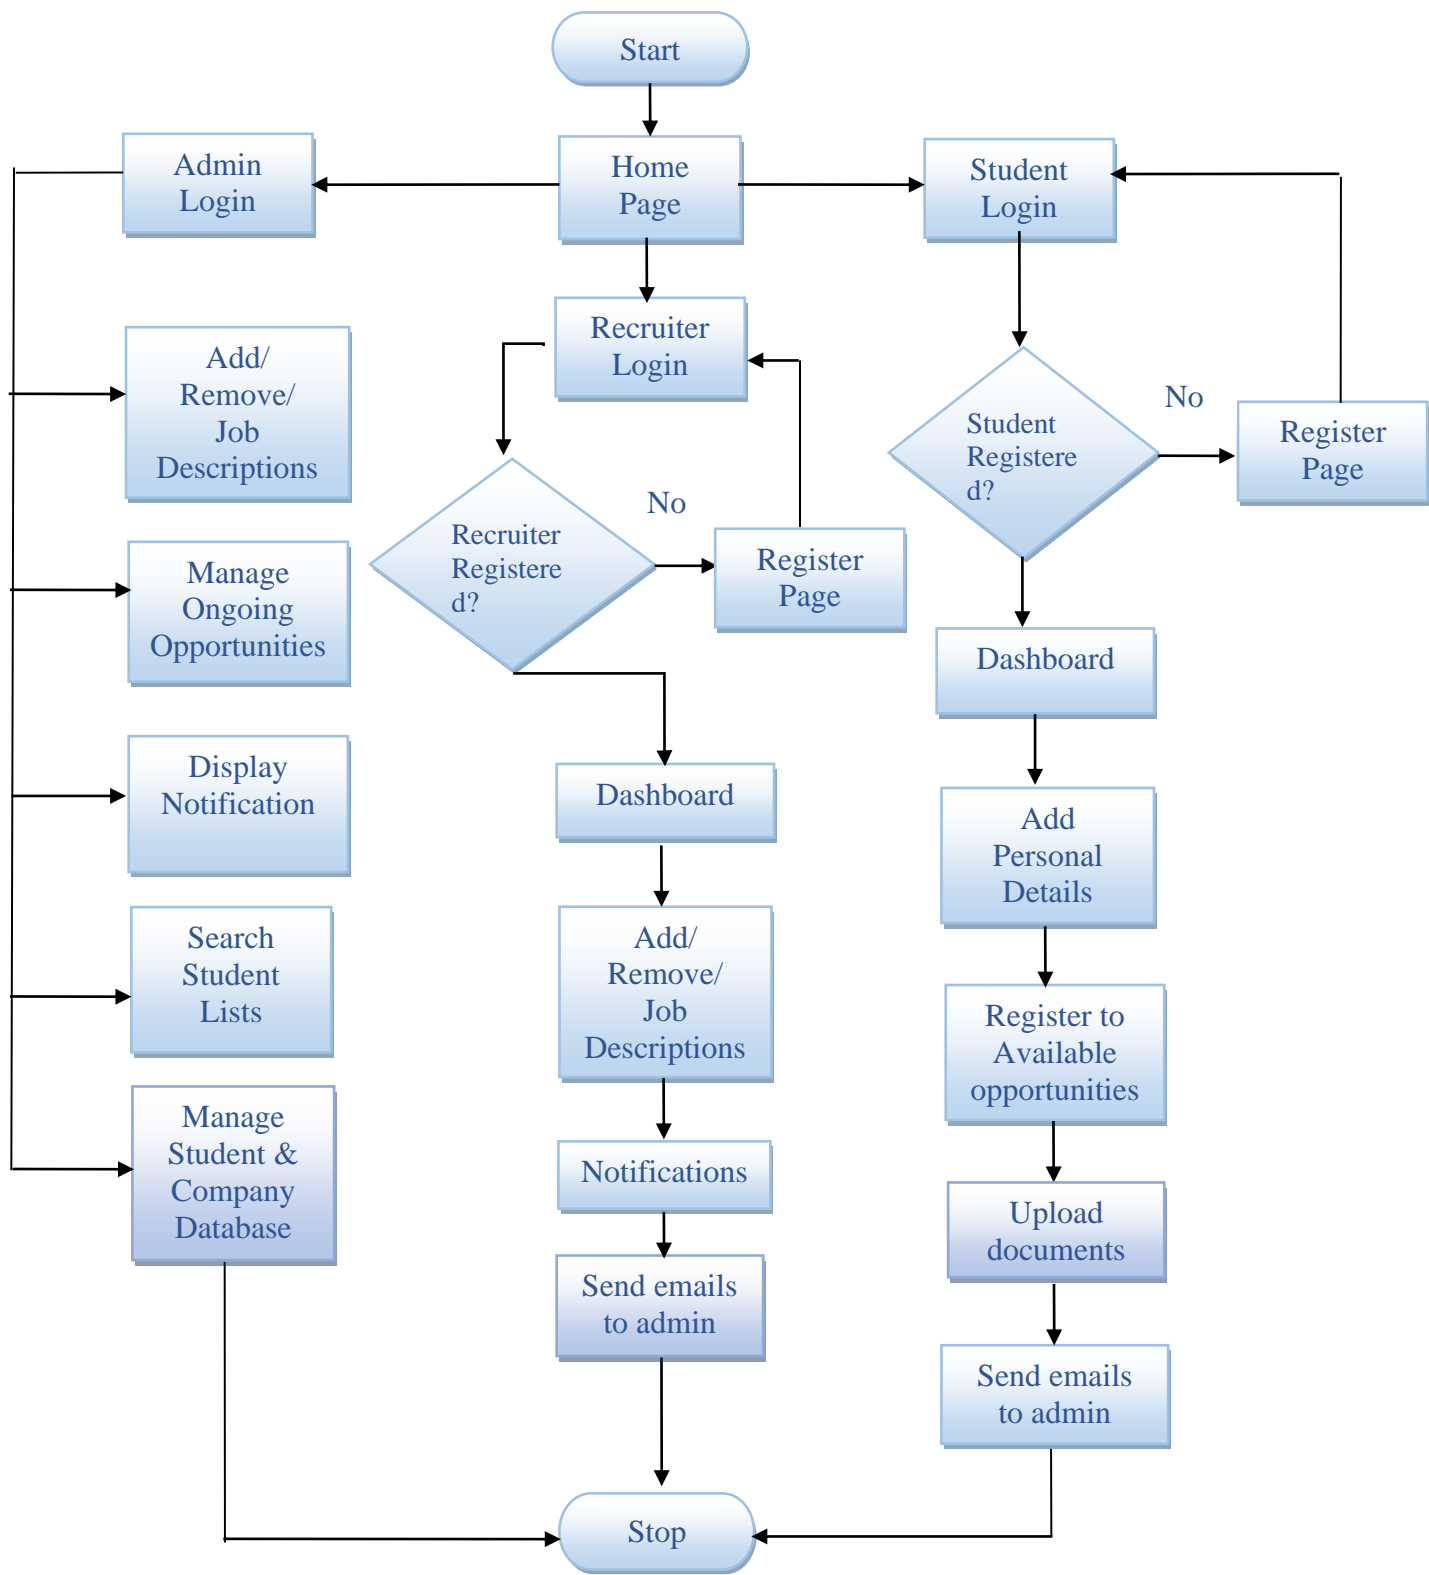 Start
Admin
Login
Home
Page
Student
Login
Recruiter
Login
Add/
Remove/
Job
Descriptions
Student
Registere
d?
No
Register
Page
Recruiter
Registere
d?
No
Register
Page
Manage
Ongoing
Opportunities
Dashboard
Display
Notification
Dashboard
Add
Personal
Details
Search
Student
Lists
Add/
Remove/
Job
Descriptions
Register to
Available
opportunities
Manage
Student &
Company
Database
Notifications
Upload
documents
Send emails
to admin
Send emails
to admin
Stop